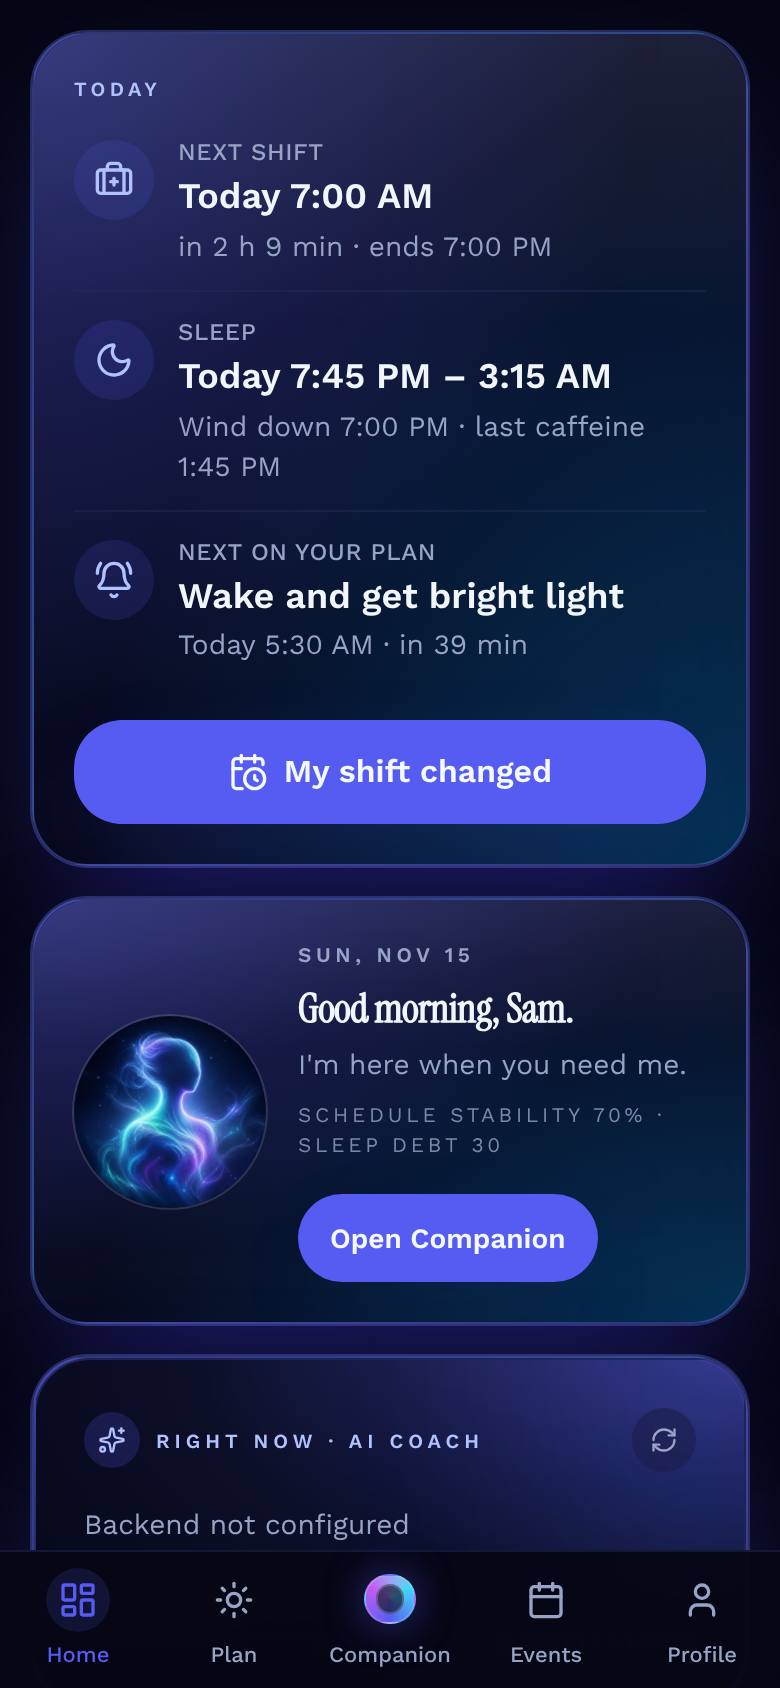 TODAY
NEXT SHIFT
Today 7:00 AM
in 2 h 9 min · ends 7:00 PM
SLEEP
Today 7:45 PM – 3:15 AM
Wind down 7:00 PM · last caffeine
1:45 PM
NEXT ON YOUR PLAN
Wake and get bright light
Today 5:30 AM · in 39 min
My shift changed
SUN, NOV 15
Good morning, Sam.
I'm here when you need me.
SCHEDULE STABILITY 70% ·
SLEEP DEBT 30
Open Companion
RIGHT NOW · AI COACH
Backend not configured
Home
Plan
Companion
Events
Profile